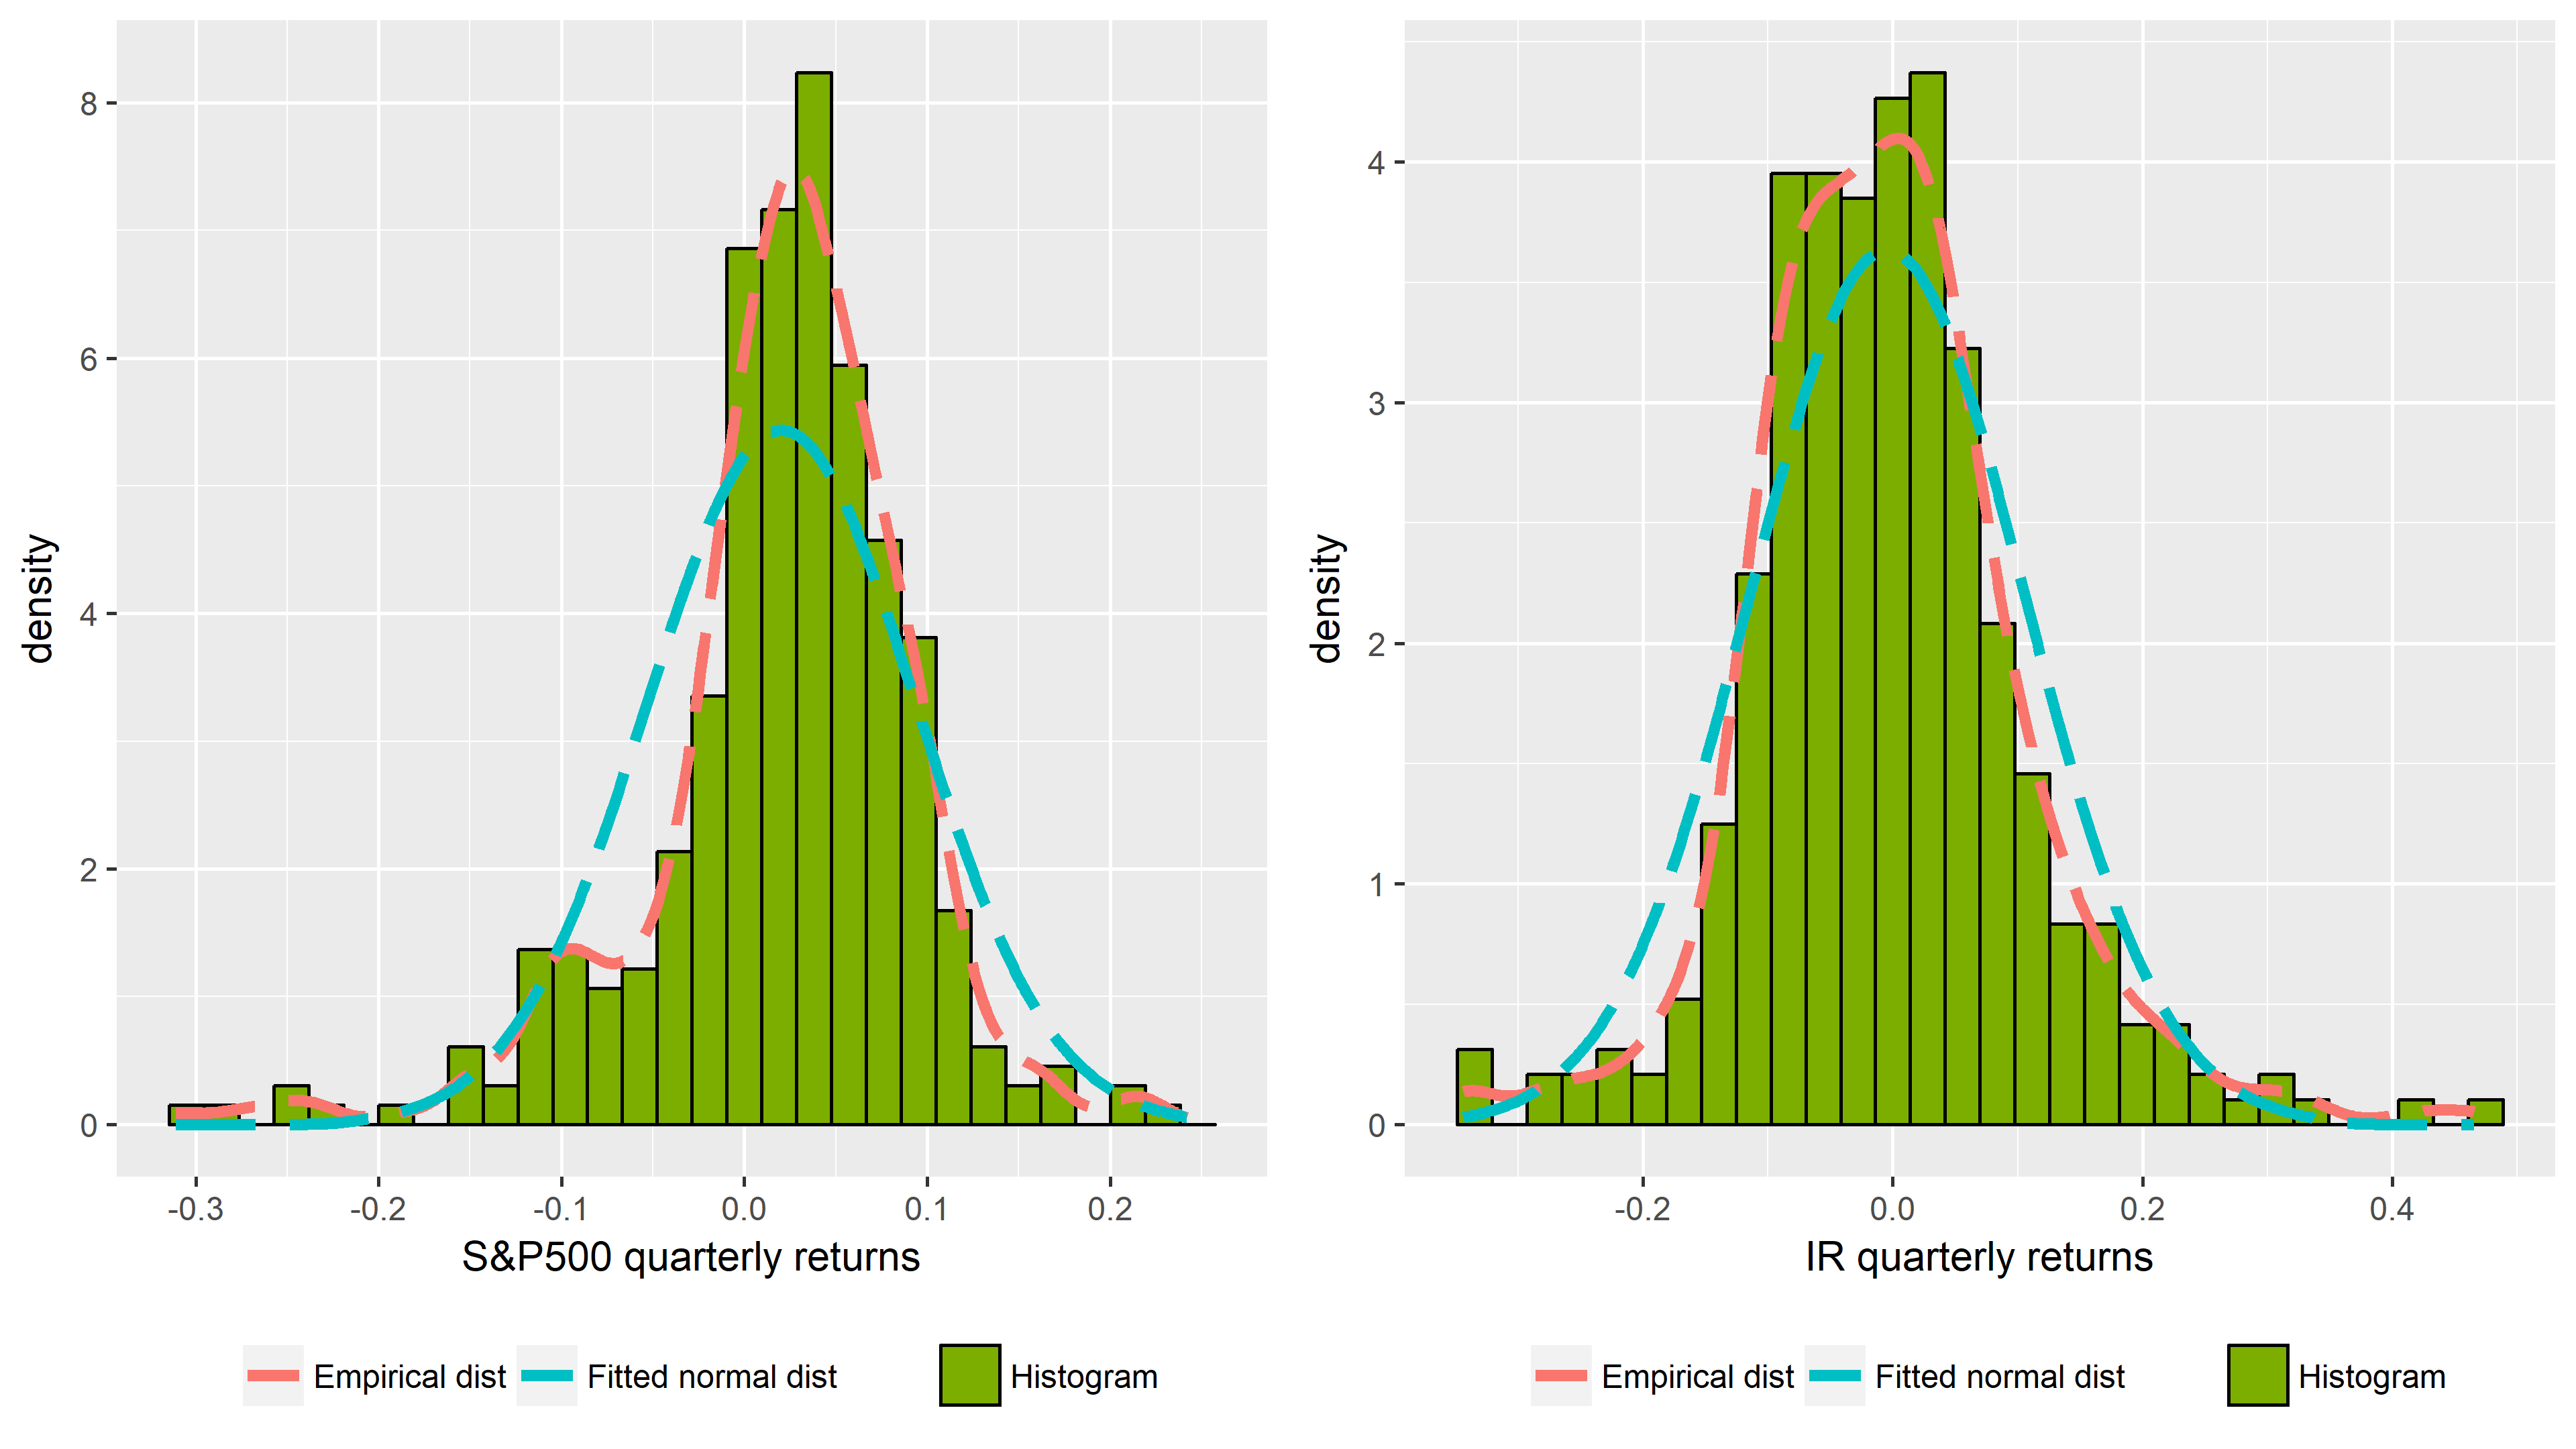 density
8
6
4
2
0
-0.3 -0.2 -0.1 0.0 0.1 0.2
S&P500 quarterly returns
Empirical dist Fitted normal dist Histogram
density
4
3
2
1
0
-0.2 0.0 0.2 0.4
IR quarterly returns
Empirical dist Fitted normal dist Histogram